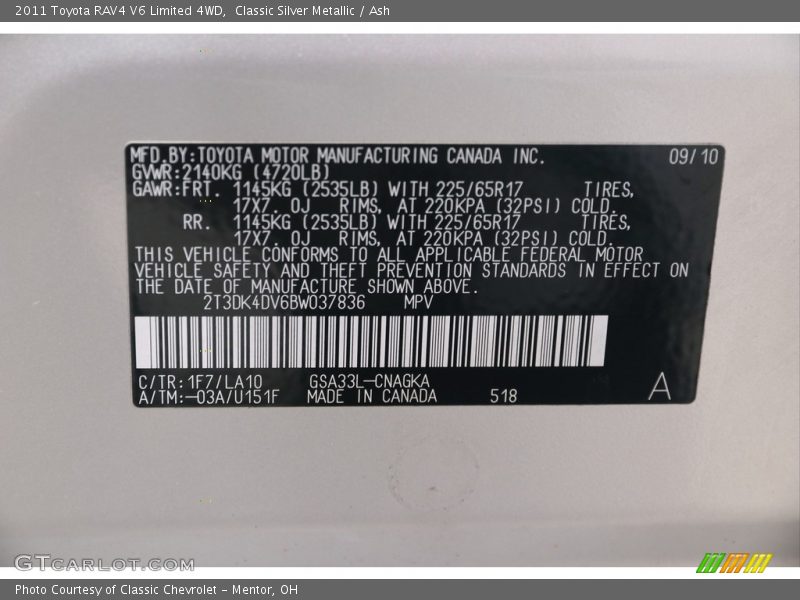 2011 Toyota RAV4 V6 Limited 4WD,  Classic Silver Metallic / Ash
MFD.BY:TOYOTA MOTOR MANUFACTURING CANADA INC. 09/10
GVWR:2140KG (4720LB)
GAWR:FRT. 1145KG (2535LB) WITH 225/65R17 TIRES,
17X7. 0J RIMS, AT 220KPA (32PSI) COLD.
RR. 1145KG (2535LB) WITH 225/65R17 TIRES,
17X7. 0J RIMS, AT 220KPA (32PSI) COLD.
THIS VEHICLE CONFORMS TO ALL APPLICABLE FEDERAL MOTOR
VEHICLE SAFETY AND THEFT PREVENTION STANDARDS IN EFFECT ON
THE DATE OF MANUFACTURE SHOWN ABOVE.
2T3DK4DV6BW037836 MPV
C/TR:1F7/LA10 GSA33L-CNAGKA
A/TM:-03A/U151F MADE IN CANADA 518 A
GTCARLOT.COM
Photo Courtesy of Classic Chevrolet - Mentor, OH